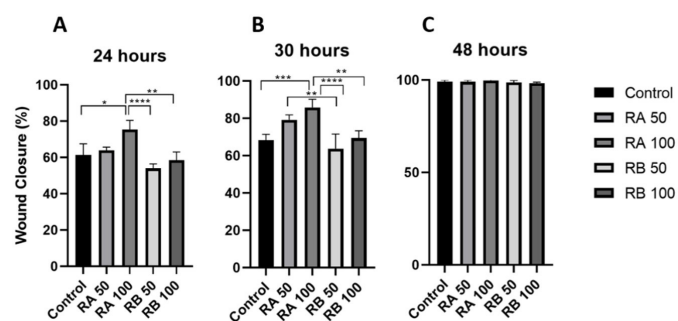 A
B
C
24 hours
30 hours
48 hours
Wound Closure (%)
100
80
60
40
20
0
*
****
**
Control
RA 50
RA 100
RB 50
RB 100
100
80
60
40
20
0
***
**
****
**
Control
RA 50
RA 100
RB 50
RB 100
100
50
0
Control
RA 50
RA 100
RB 50
RB 100
Control
RA 50
RA 100
RB 50
RB 100